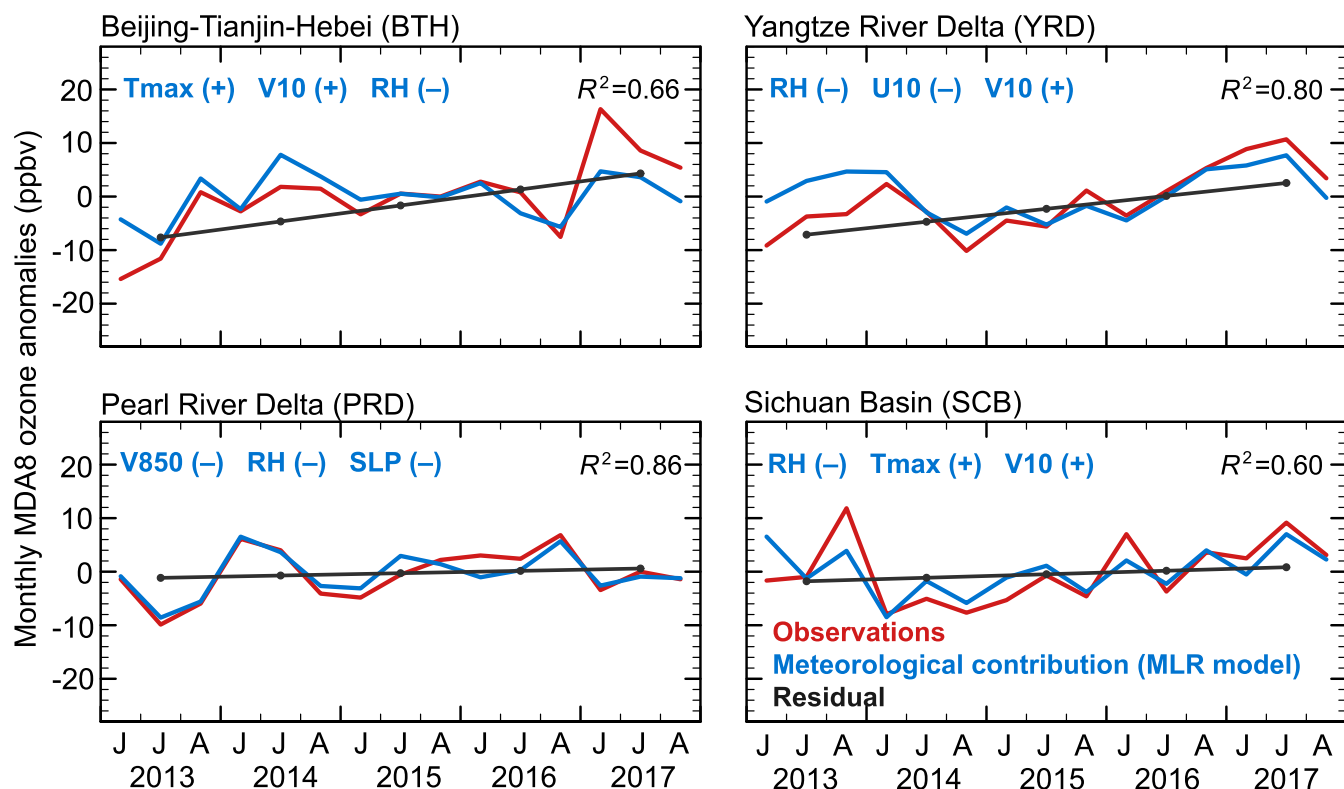 Beijing-Tianjin-Hebei (BTH)
Yangtze River Delta (YRD)
Tmax (+) V10 (+) RH (–)
R²=0.66
RH (–) U10 (–) V10 (+)
R²=0.80
20
10
0
-10
-20
Monthly MDA8 ozone anomalies (ppbv)
Pearl River Delta (PRD)
Sichuan Basin (SCB)
V850 (–) RH (–) SLP (–)
R²=0.86
RH (–) Tmax (+) V10 (+)
R²=0.60
20
10
0
-10
-20
Observations
Meteorological contribution (MLR model)
Residual
J J A J J A J J A J J A J J A
2013 2014 2015 2016 2017
J J A J J A J J A J J A J J A
2013 2014 2015 2016 2017